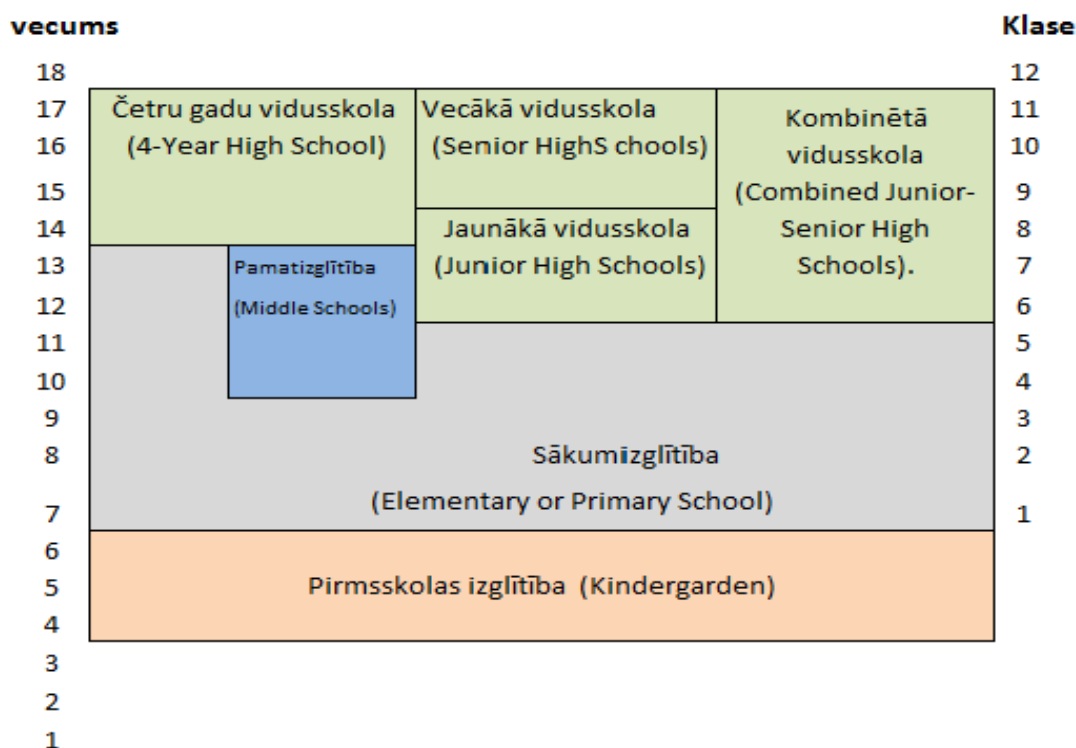 vecums Klase
18 12
17 Četru gadu vidusskola Vecākā vidusskola Kombinētā 11
16 (4-Year High School) (Senior HighS chools) vidusskola 10
15 (Combined Junior- 9
14 Jaunākā vidusskola Senior High 8
13 Pamatizglītība (Junior High Schools) Schools). 7
12 (Middle Schools) 6
11 5
10 4
9 3
8 Sākumizglītība 2
7 (Elementary or Primary School) 1
6
5 Pirmsskolas izglītība (Kindergarden)
4
3
2
1